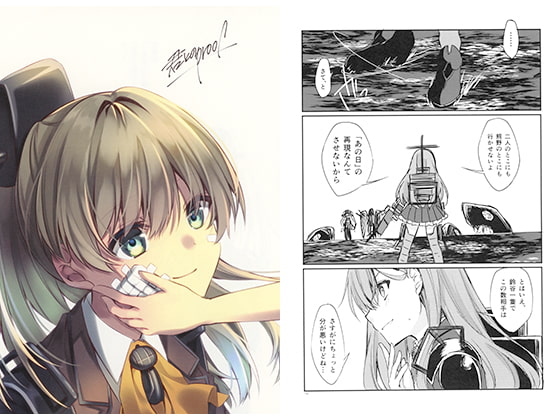 ……
さて、と
二人のとこにも
熊野のとこにも
行かせないよ
「あの日」の
再現なんて
させないから
とはいえ、
鈴谷一隻で
この数相手は
さすがにちょっと
分が悪いけどね…